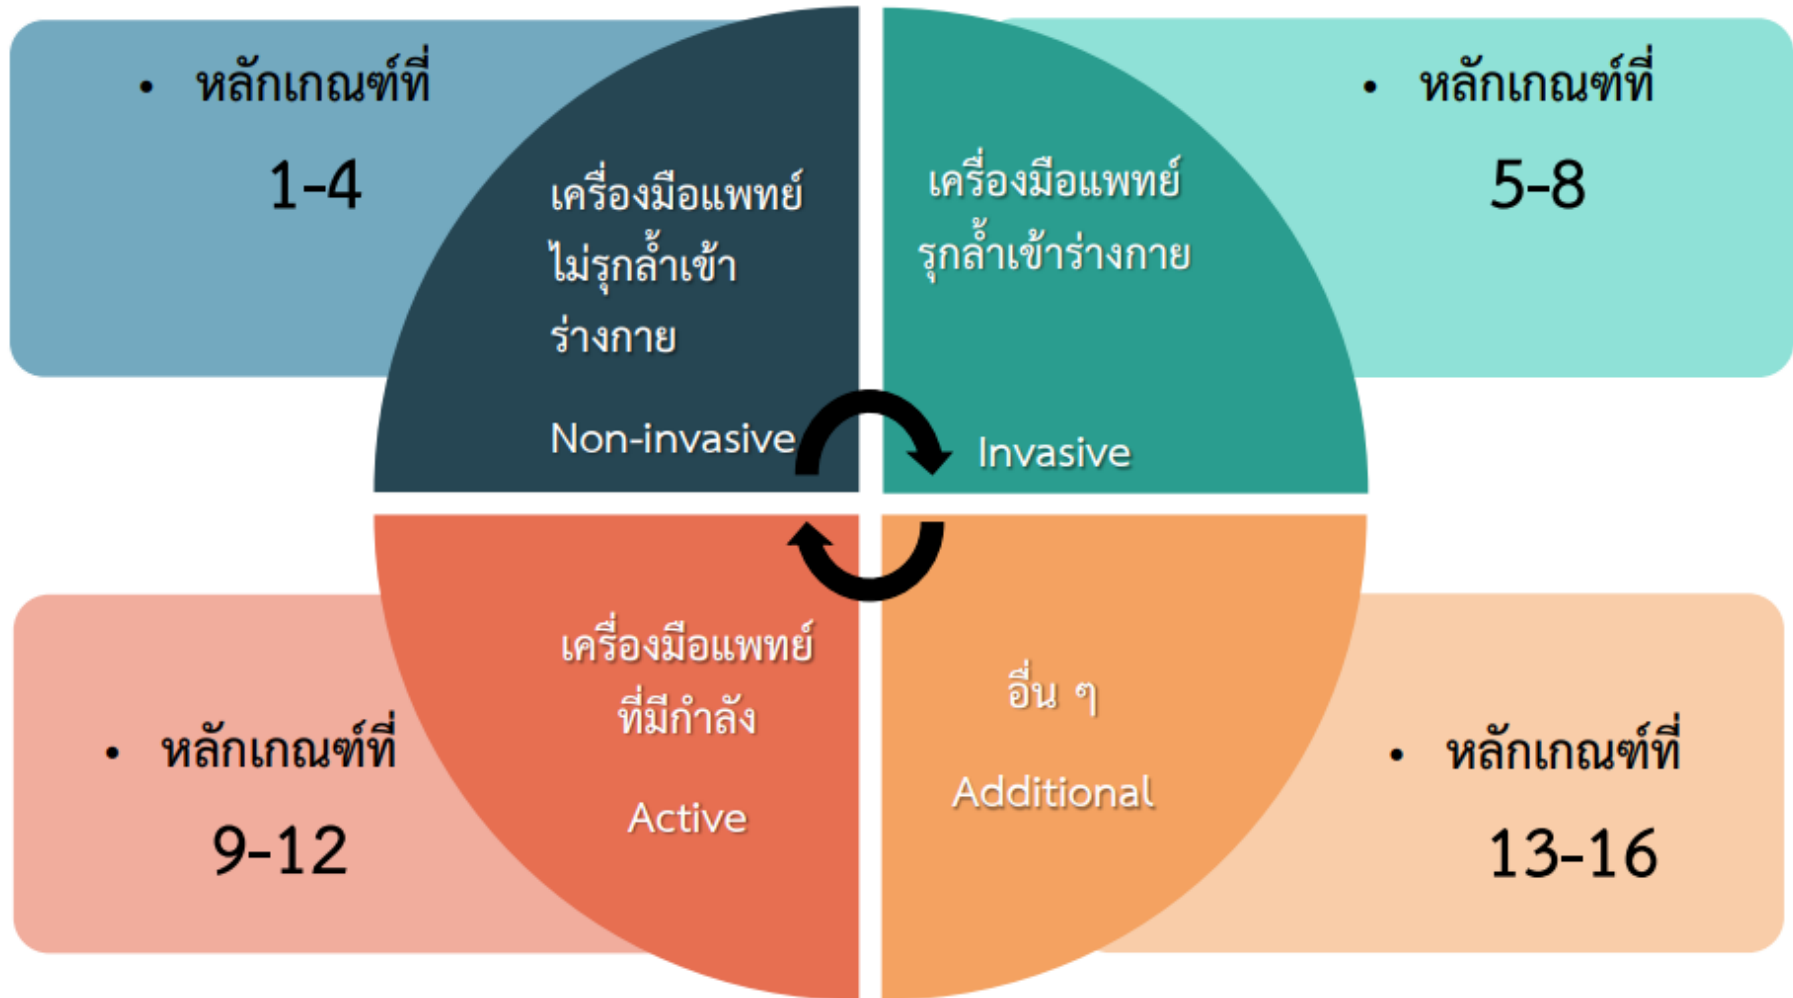 • หลักเกณฑ์ที่
1-4
เครื่องมือแพทย์
ไม่รุกล้ำเข้า
ร่างกาย
Non-invasive
เครื่องมือแพทย์
รุกล้ำเข้าร่างกาย
Invasive
• หลักเกณฑ์ที่
5-8
• หลักเกณฑ์ที่
9-12
เครื่องมือแพทย์
ที่มีกำลัง
Active
อื่น ๆ
Additional
• หลักเกณฑ์ที่
13-16